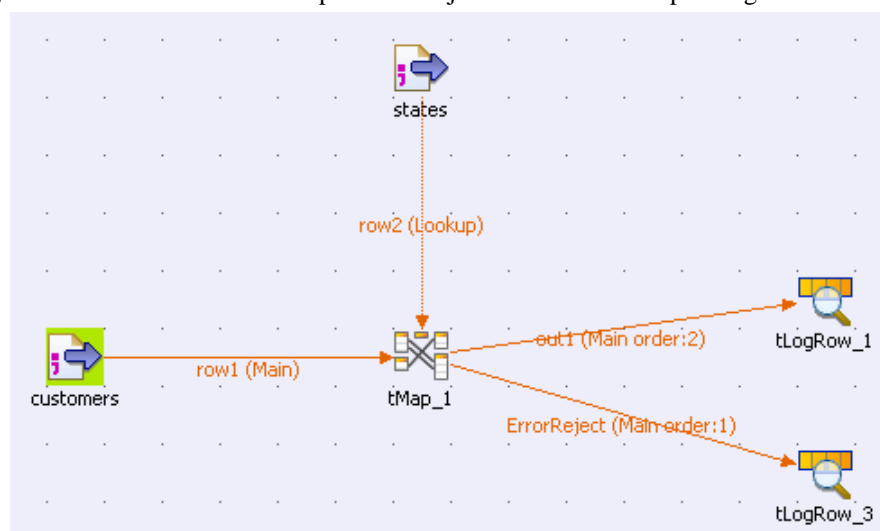 states
row2 (Lookup)
out1 (Main order:2)
tLogRow_1
row1 (Main)
customers
tMap_1
ErrorReject (Main order:1)
tLogRow_3